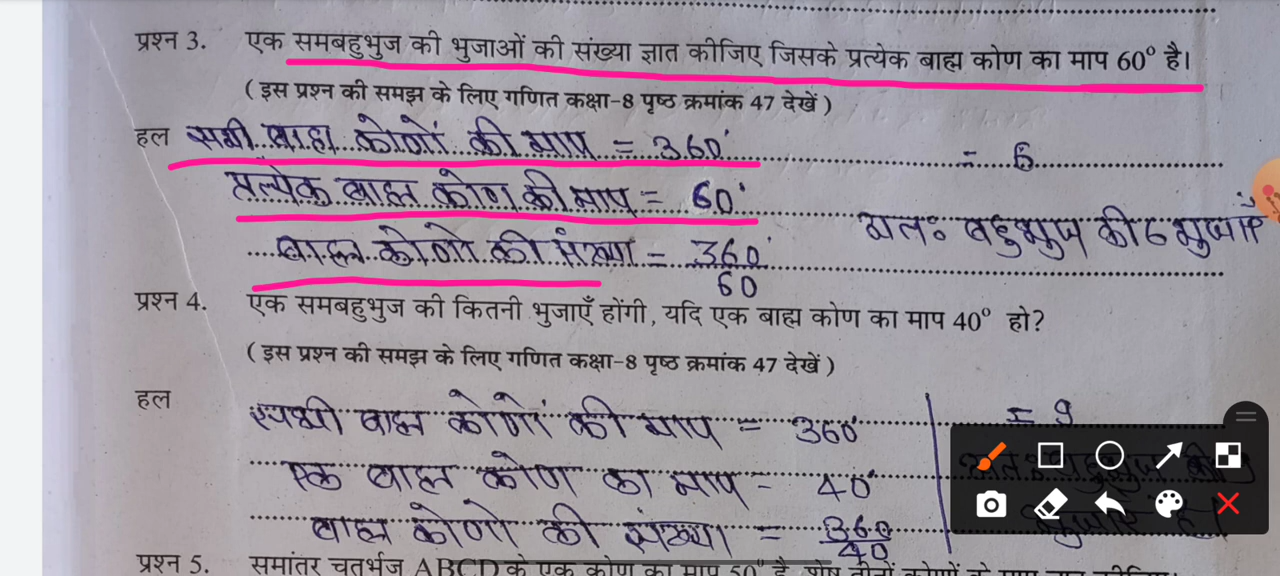 प्रश्न 3. एक समबहुभुज की भुजाओं की संख्या ज्ञात कीजिए जिसके प्रत्येक बाह्य कोण का माप 60° है।
( इस प्रश्न की समझ के लिए गणित कक्षा-8 पृष्ठ क्रमांक 47 देखें )
हल सभी बाह्य कोणों की माप = 360°
= 6
प्रत्येक बाह्य कोण की माप = 60°
अतः बहुभुज की 6 भुजाएँ
बाह्य कोणो की संख्या = 360° / 60
प्रश्न 4. एक समबहुभुज की कितनी भुजाएँ होंगी, यदि एक बाह्य कोण का माप 40° हो?
( इस प्रश्न की समझ के लिए गणित कक्षा-8 पृष्ठ क्रमांक 47 देखें )
हल
सभी बाह्य कोणों की माप = 360°
= 9
एक बाह्य कोण का माप - 40°
बाह्य कोणो की संख्या = 360 / 40
प्रश्न 5. समांतर चतुर्भुज ABCD के एक कोण का माप 50° है, शेष तीनों कोणों के माप